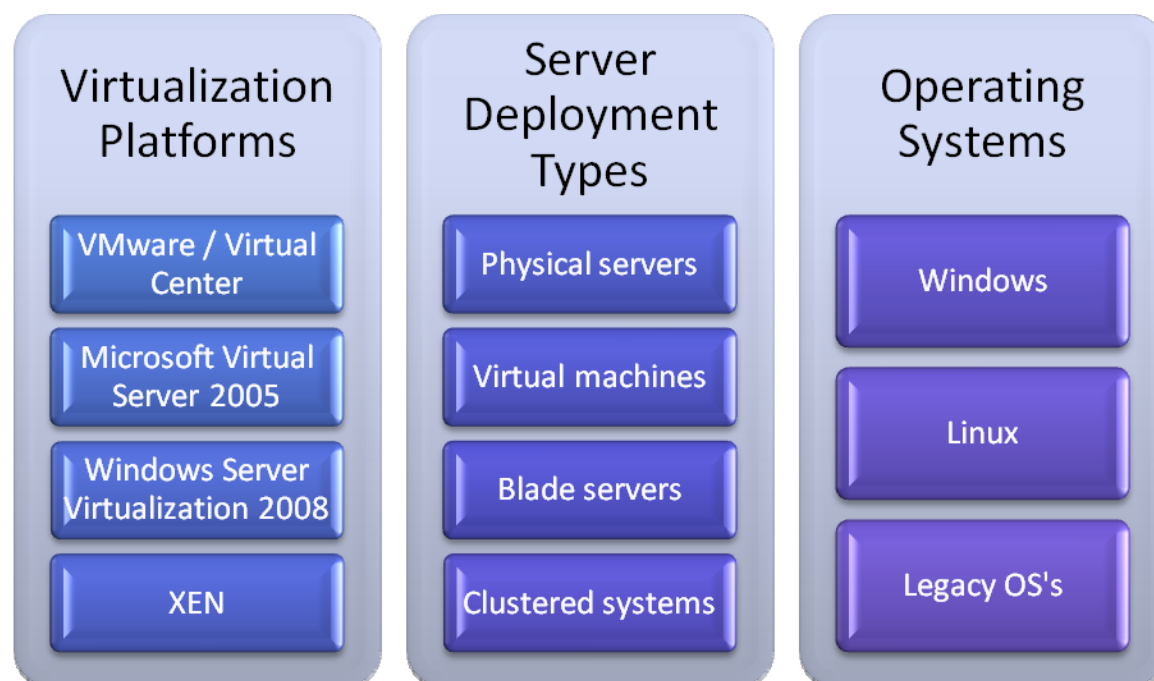 Virtualization
Platforms
VMware / Virtual
Center
Microsoft Virtual
Server 2005
Windows Server
Virtualization 2008
XEN
Server
Deployment
Types
Physical servers
Virtual machines
Blade servers
Clustered systems
Operating
Systems
Windows
Linux
Legacy OS's